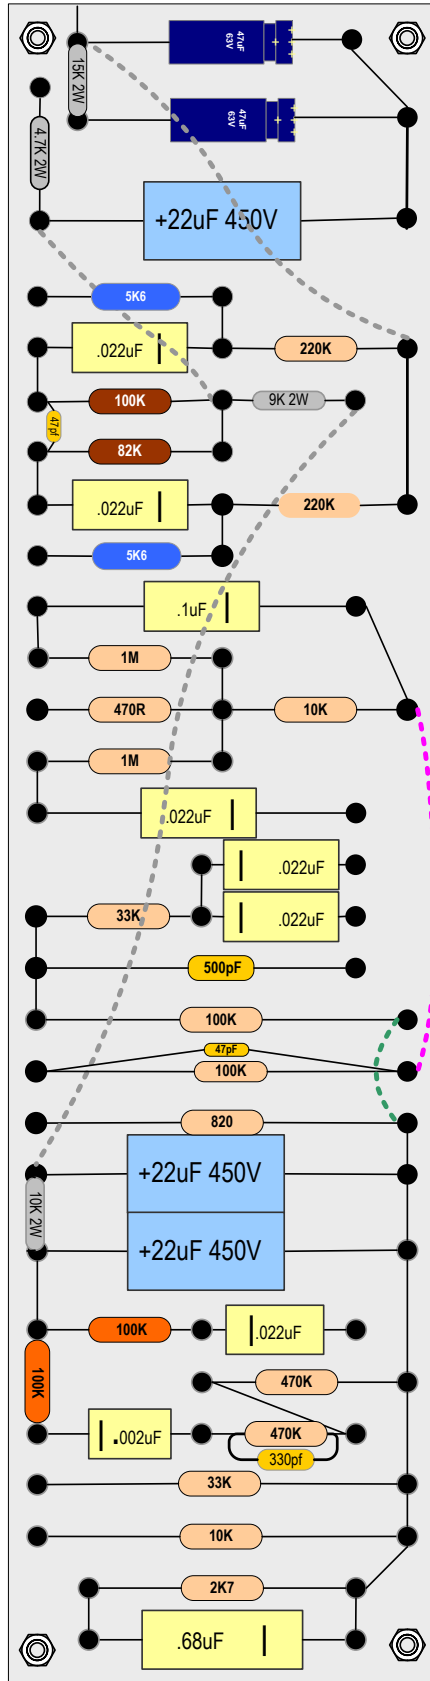 47uF
63V
15K 2W
47uF
63V
4.7K 2W
+22uF 450V
5K6
.022uF
220K
100K
9K 2W
47pf
82K
.022uF
220K
5K6
.1uF
1M
470R
10K
1M
.022uF
.022uF
33K
.022uF
500pF
100K
47pF
100K
820
+22uF 450V
10K 2W
+22uF 450V
100K
.022uF
100K
470K
.002uF
470K
330pf
33K
10K
2K7
.68uF